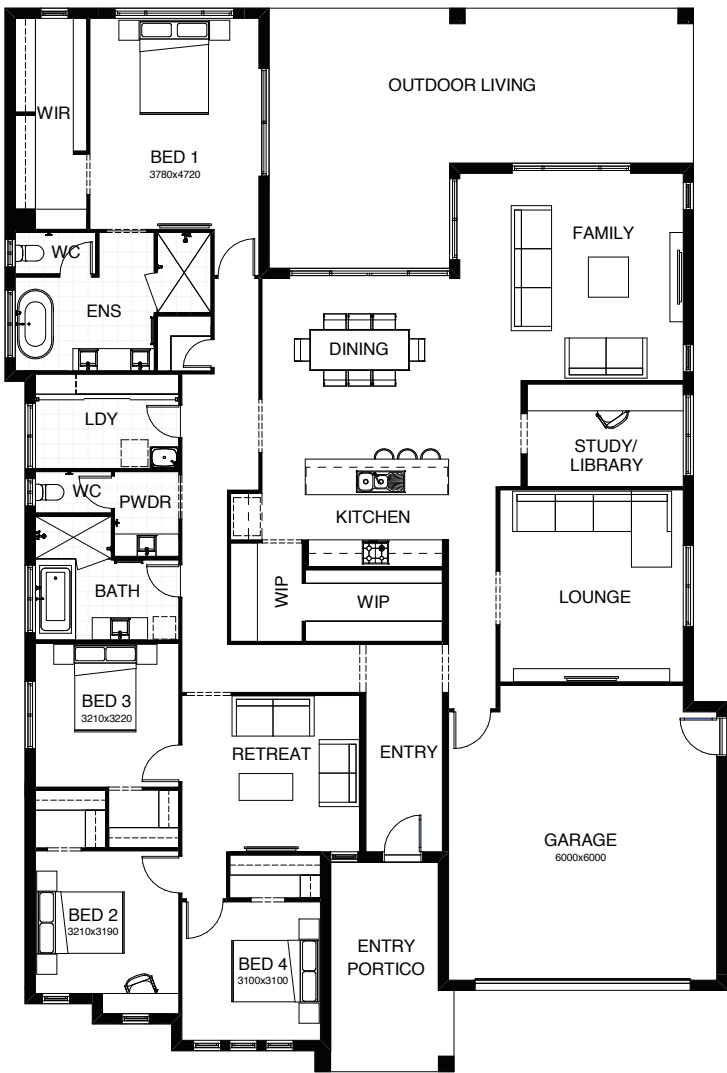 OUTDOOR LIVING
WIR
BED 1
3780x4720
FAMILY
WC
ENS
DINING
LDY
STUDY/
LIBRARY
WC
PWDR
KITCHEN
BATH
WIP
WIP
LOUNGE
BED 3
3210x3220
RETREAT
ENTRY
GARAGE
6000x6000
BED 2
3210x3190
BED 4
3100x3100
ENTRY
PORTICO